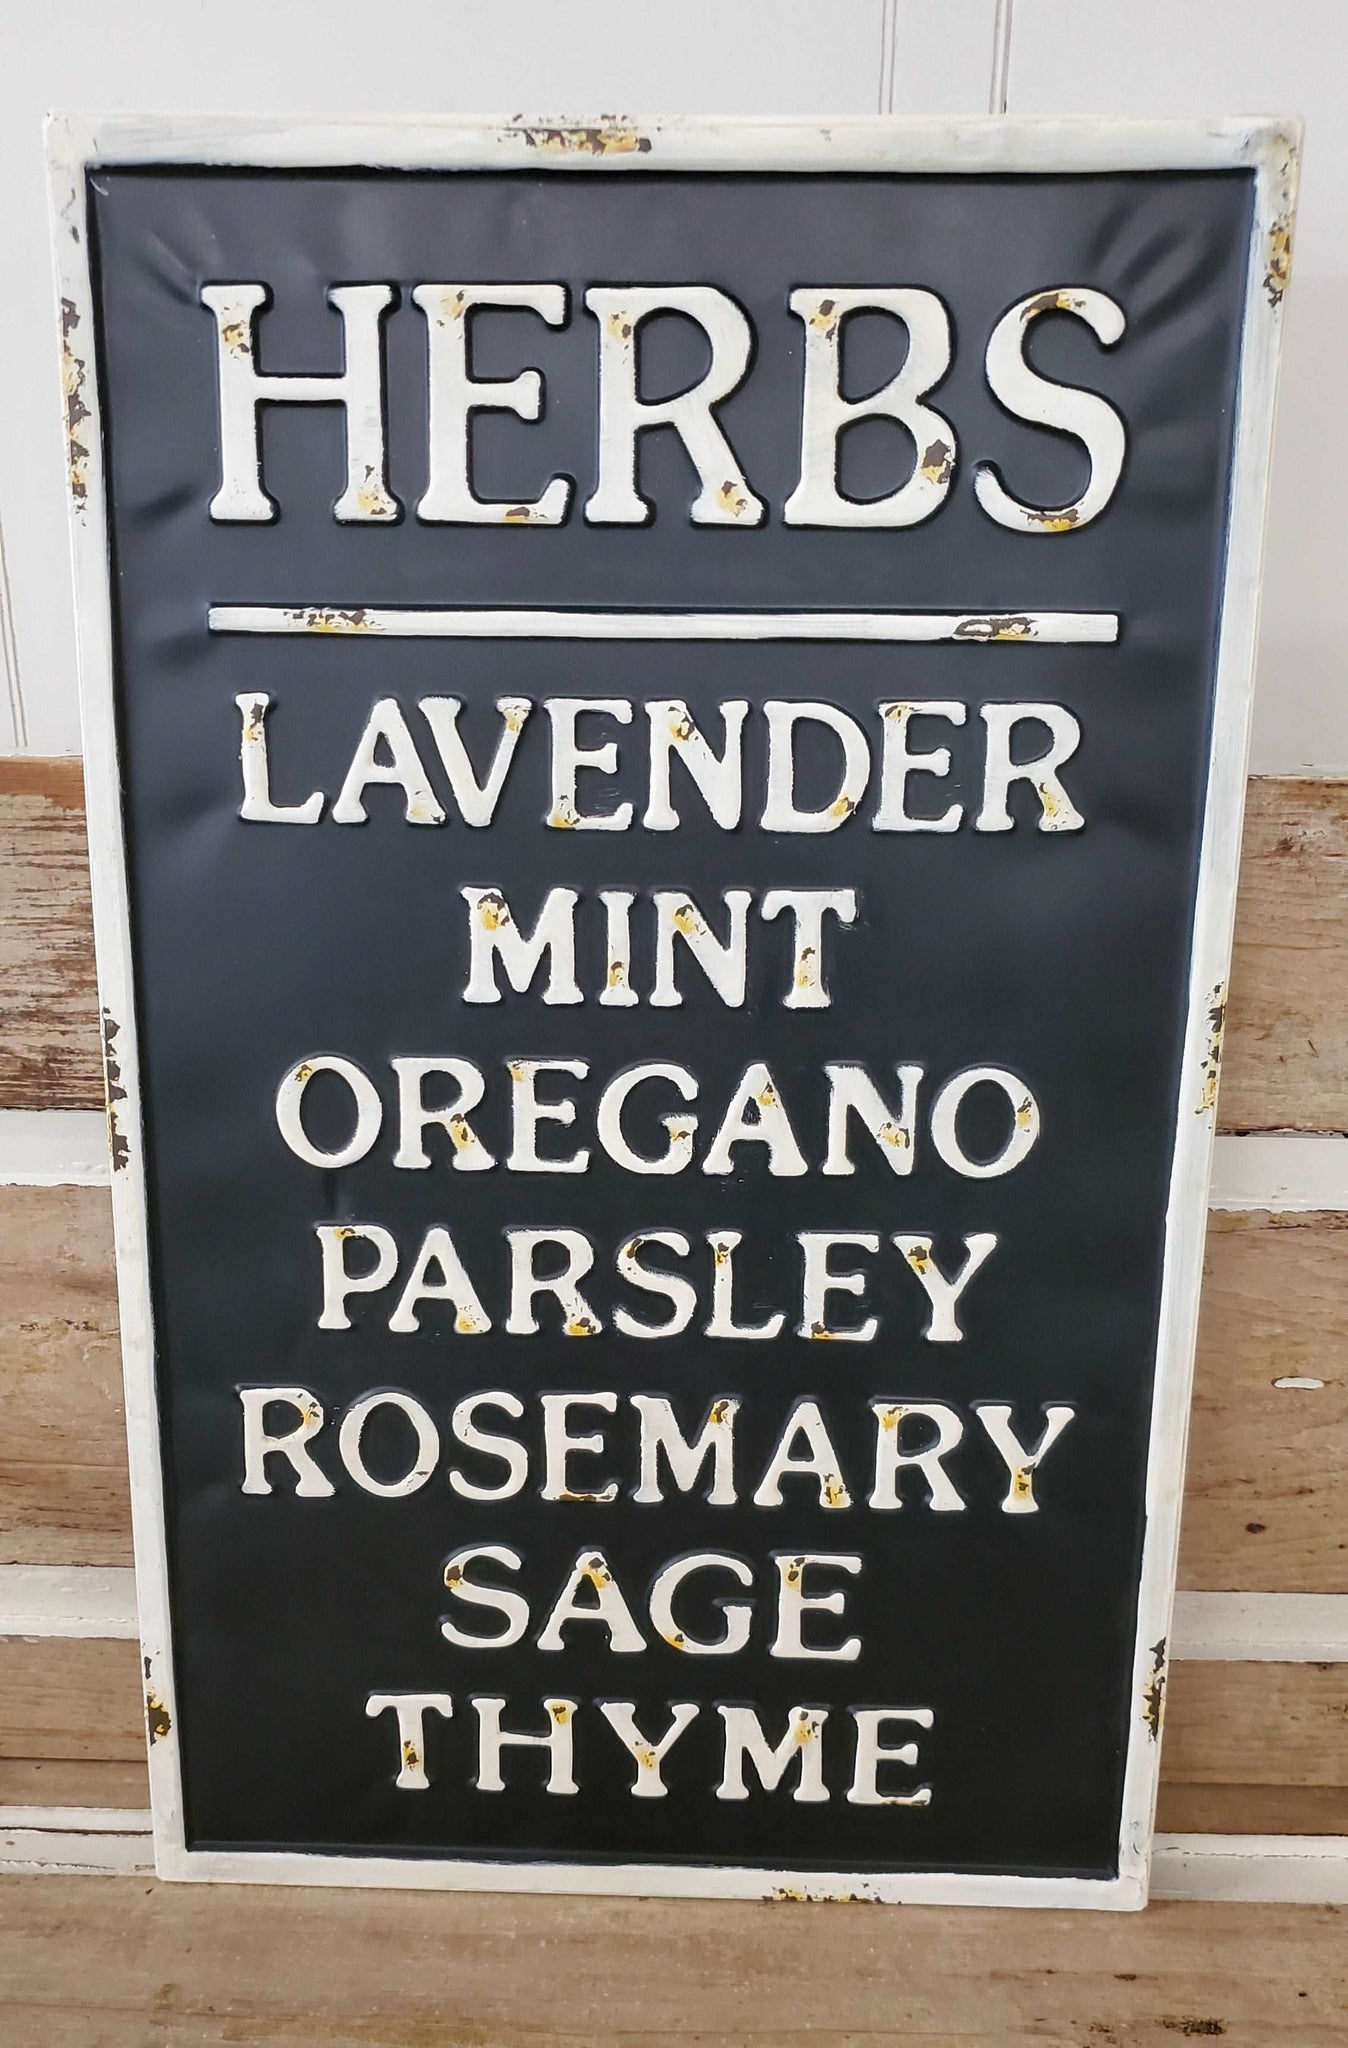 HERBS
LAVENDER
MINT
OREGANO
PARSLEY
ROSEMARY
SAGE
THYME